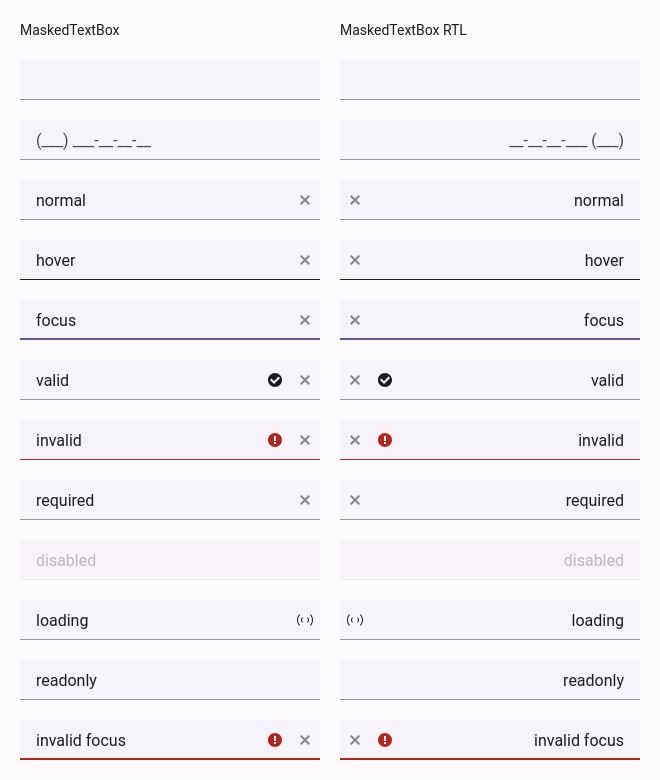 MaskedTextBox
MaskedTextBox RTL
(___) ___-__-__-__
__-__-__-___ (___)
normal
normal
hover
hover
focus
focus
valid
valid
invalid
invalid
required
required
disabled
disabled
loading
loading
readonly
readonly
invalid focus
invalid focus